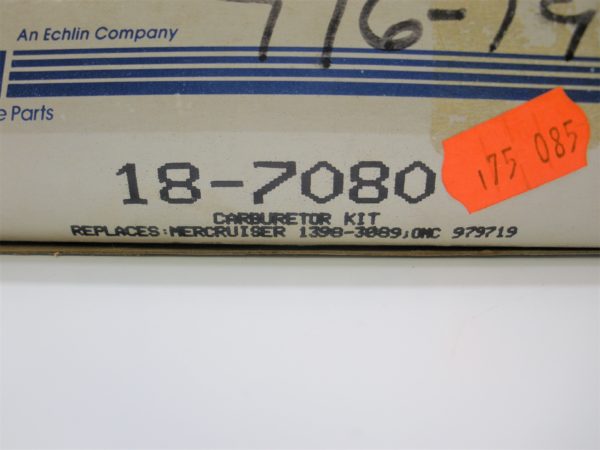 An Echlin Company
776-79
e Parts
175 085
18-7080
CARBURETOR KIT
REPLACES:MERCRUISER 1398-3089;OMC 979719